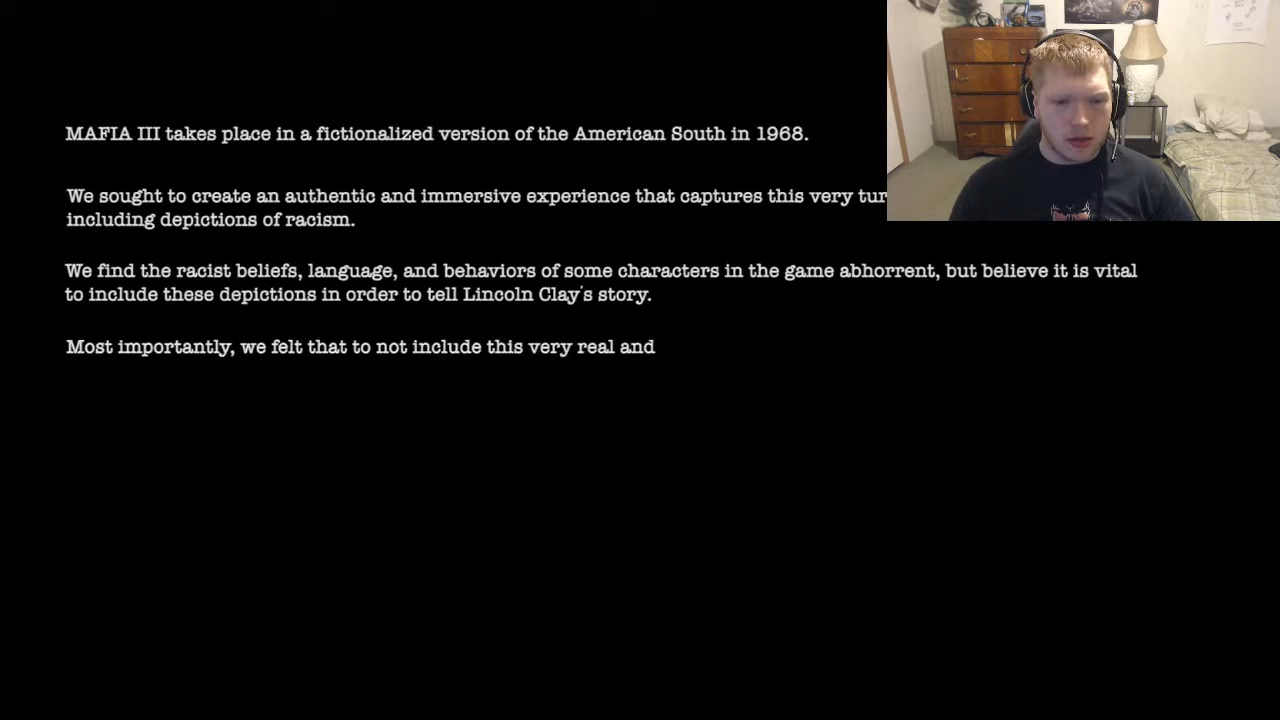 MAFIA III takes place in a fictionalized version of the American South in 1968.
We sought to create an authentic and immersive experience that captures this very
including depictions of racism.
We find the racist beliefs, language, and behaviors of some characters in the game abhorrent, but believe it is vital
to include these depictions in order to tell Lincoln Clay's story.
Most importantly, we felt that to not include this very real and